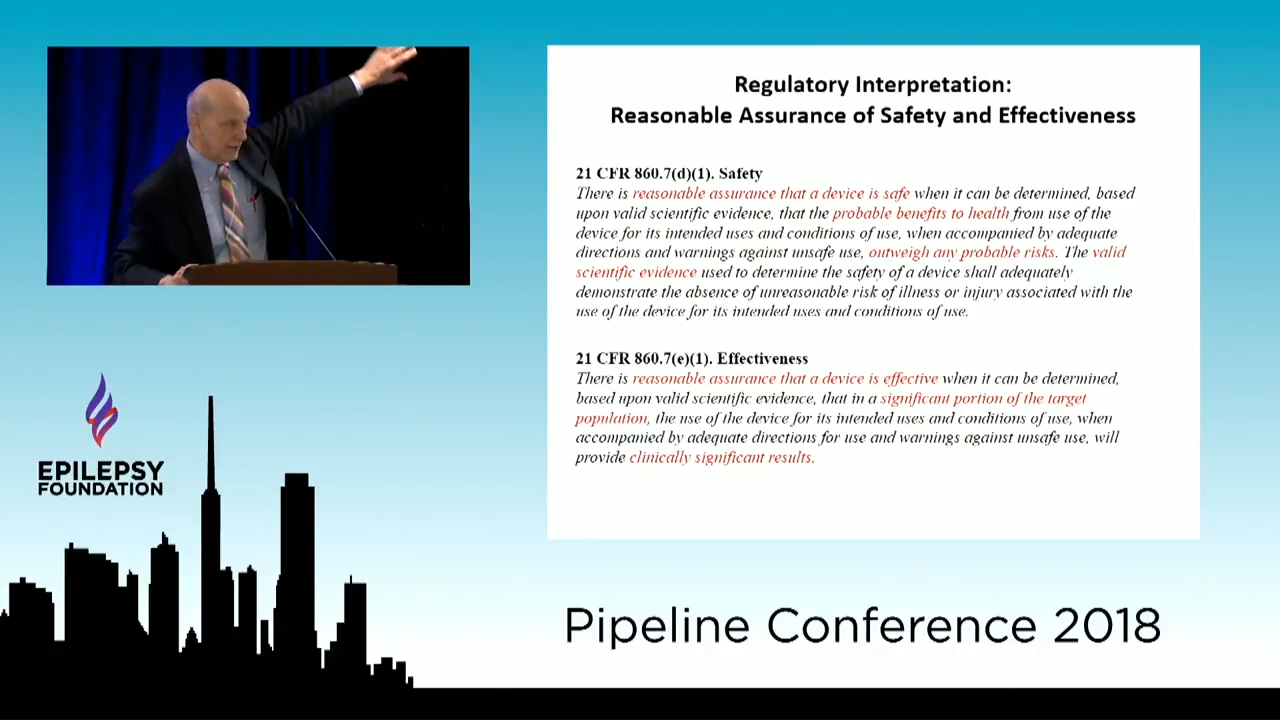 Regulatory Interpretation:
Reasonable Assurance of Safety and Effectiveness
21 CFR 860.7(d)(1). Safety
There is reasonable assurance that a device is safe when it can be determined, based
upon valid scientific evidence, that the probable benefits to health from use of the
device for its intended uses and conditions of use, when accompanied by adequate
directions and warnings against unsafe use, outweigh any probable risks. The valid
scientific evidence used to determine the safety of a device shall adequately
demonstrate the absence of unreasonable risk of illness or injury associated with the
use of the device for its intended uses and conditions of use.
21 CFR 860.7(e)(1). Effectiveness
There is reasonable assurance that a device is effective when it can be determined,
based upon valid scientific evidence, that in a significant portion of the target
population, the use of the device for its intended uses and conditions of use, when
accompanied by adequate directions for use and warnings against unsafe use, will
provide clinically significant results.
EPILEPSY
FOUNDATION
Pipeline Conference 2018